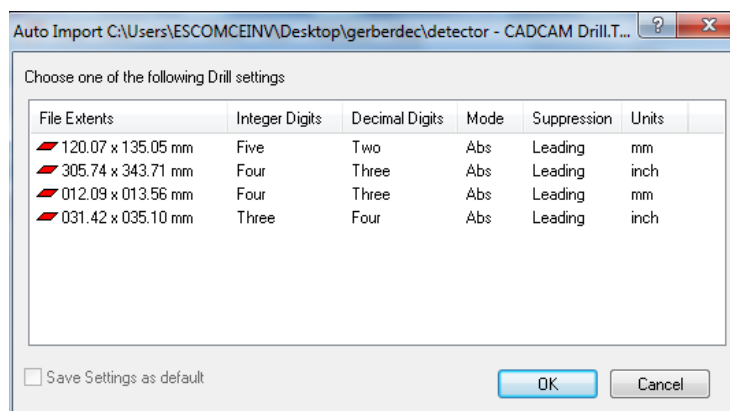 Auto Import C:\Users\ESCOMCEINV\Desktop\gerberdec\detector - CADCAM Drill.T...
Choose one of the following Drill settings
File Extents Integer Digits Decimal Digits Mode Suppression Units
120.07 x 135.05 mm Five Two Abs Leading mm
305.74 x 343.71 mm Four Three Abs Leading inch
012.09 x 013.56 mm Four Three Abs Leading mm
031.42 x 035.10 mm Three Four Abs Leading inch
Save Settings as default
OK Cancel